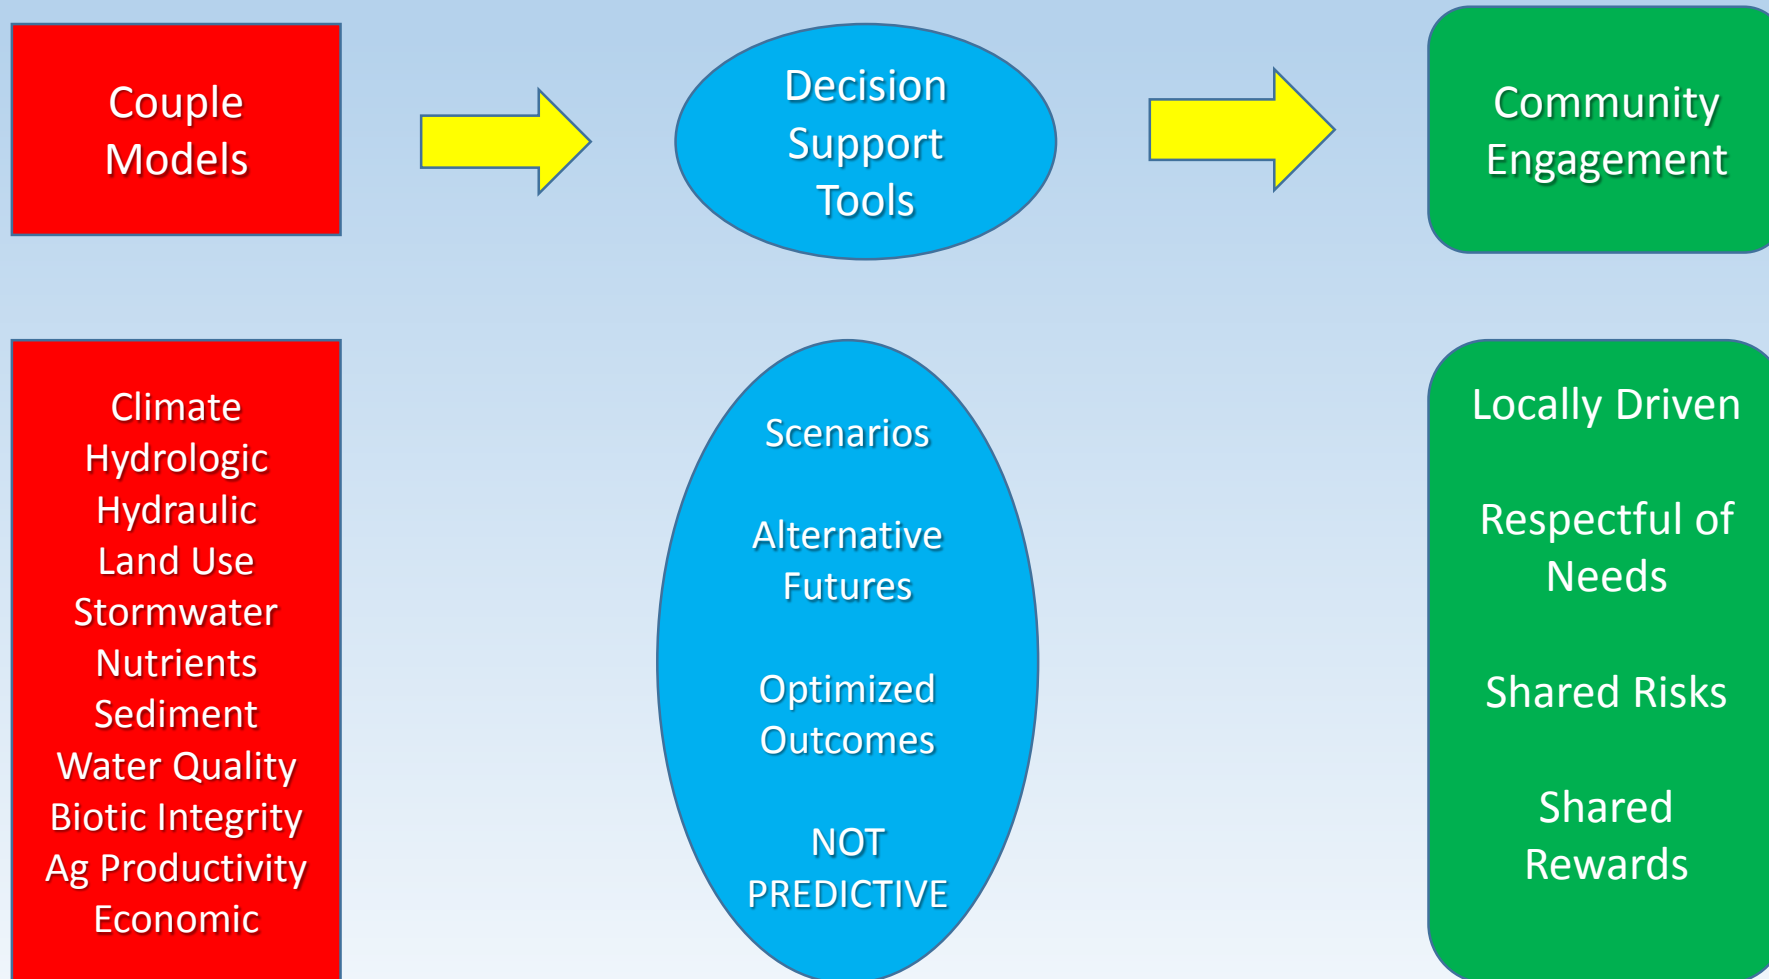 Couple
Models
Decision
Support
Tools
Community
Engagement
Climate
Hydrologic
Hydraulic
Land Use
Stormwater
Nutrients
Sediment
Water Quality
Biotic Integrity
Ag Productivity
Economic
Scenarios
Alternative
Futures
Optimized
Outcomes
NOT
PREDICTIVE
Locally Driven
Respectful of
Needs
Shared Risks
Shared
Rewards